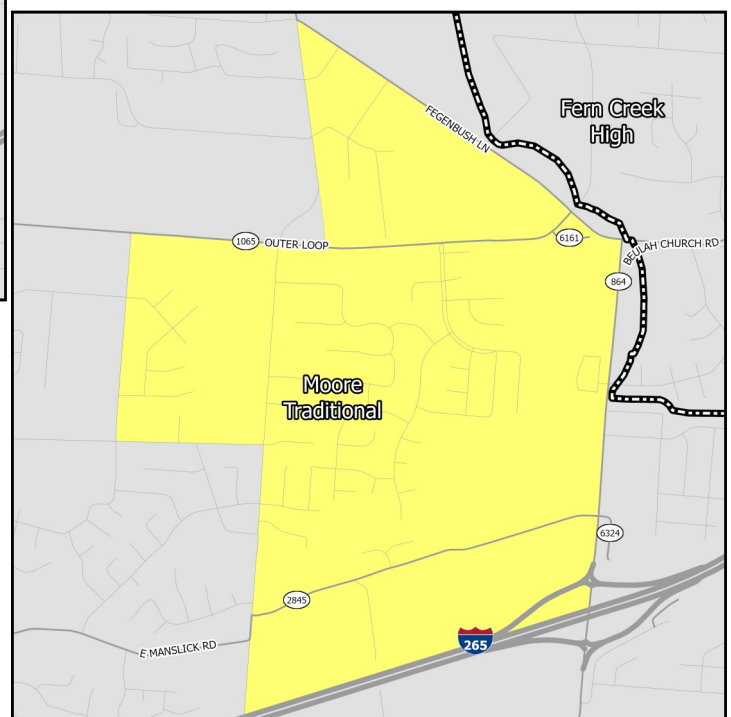 FEGENBUSH LN
Fern Creek
High
1065
OUTER LOOP
6161
BEULAH CHURCH RD
864
Moore
Traditional
6324
2845
265
E MANSLICK RD